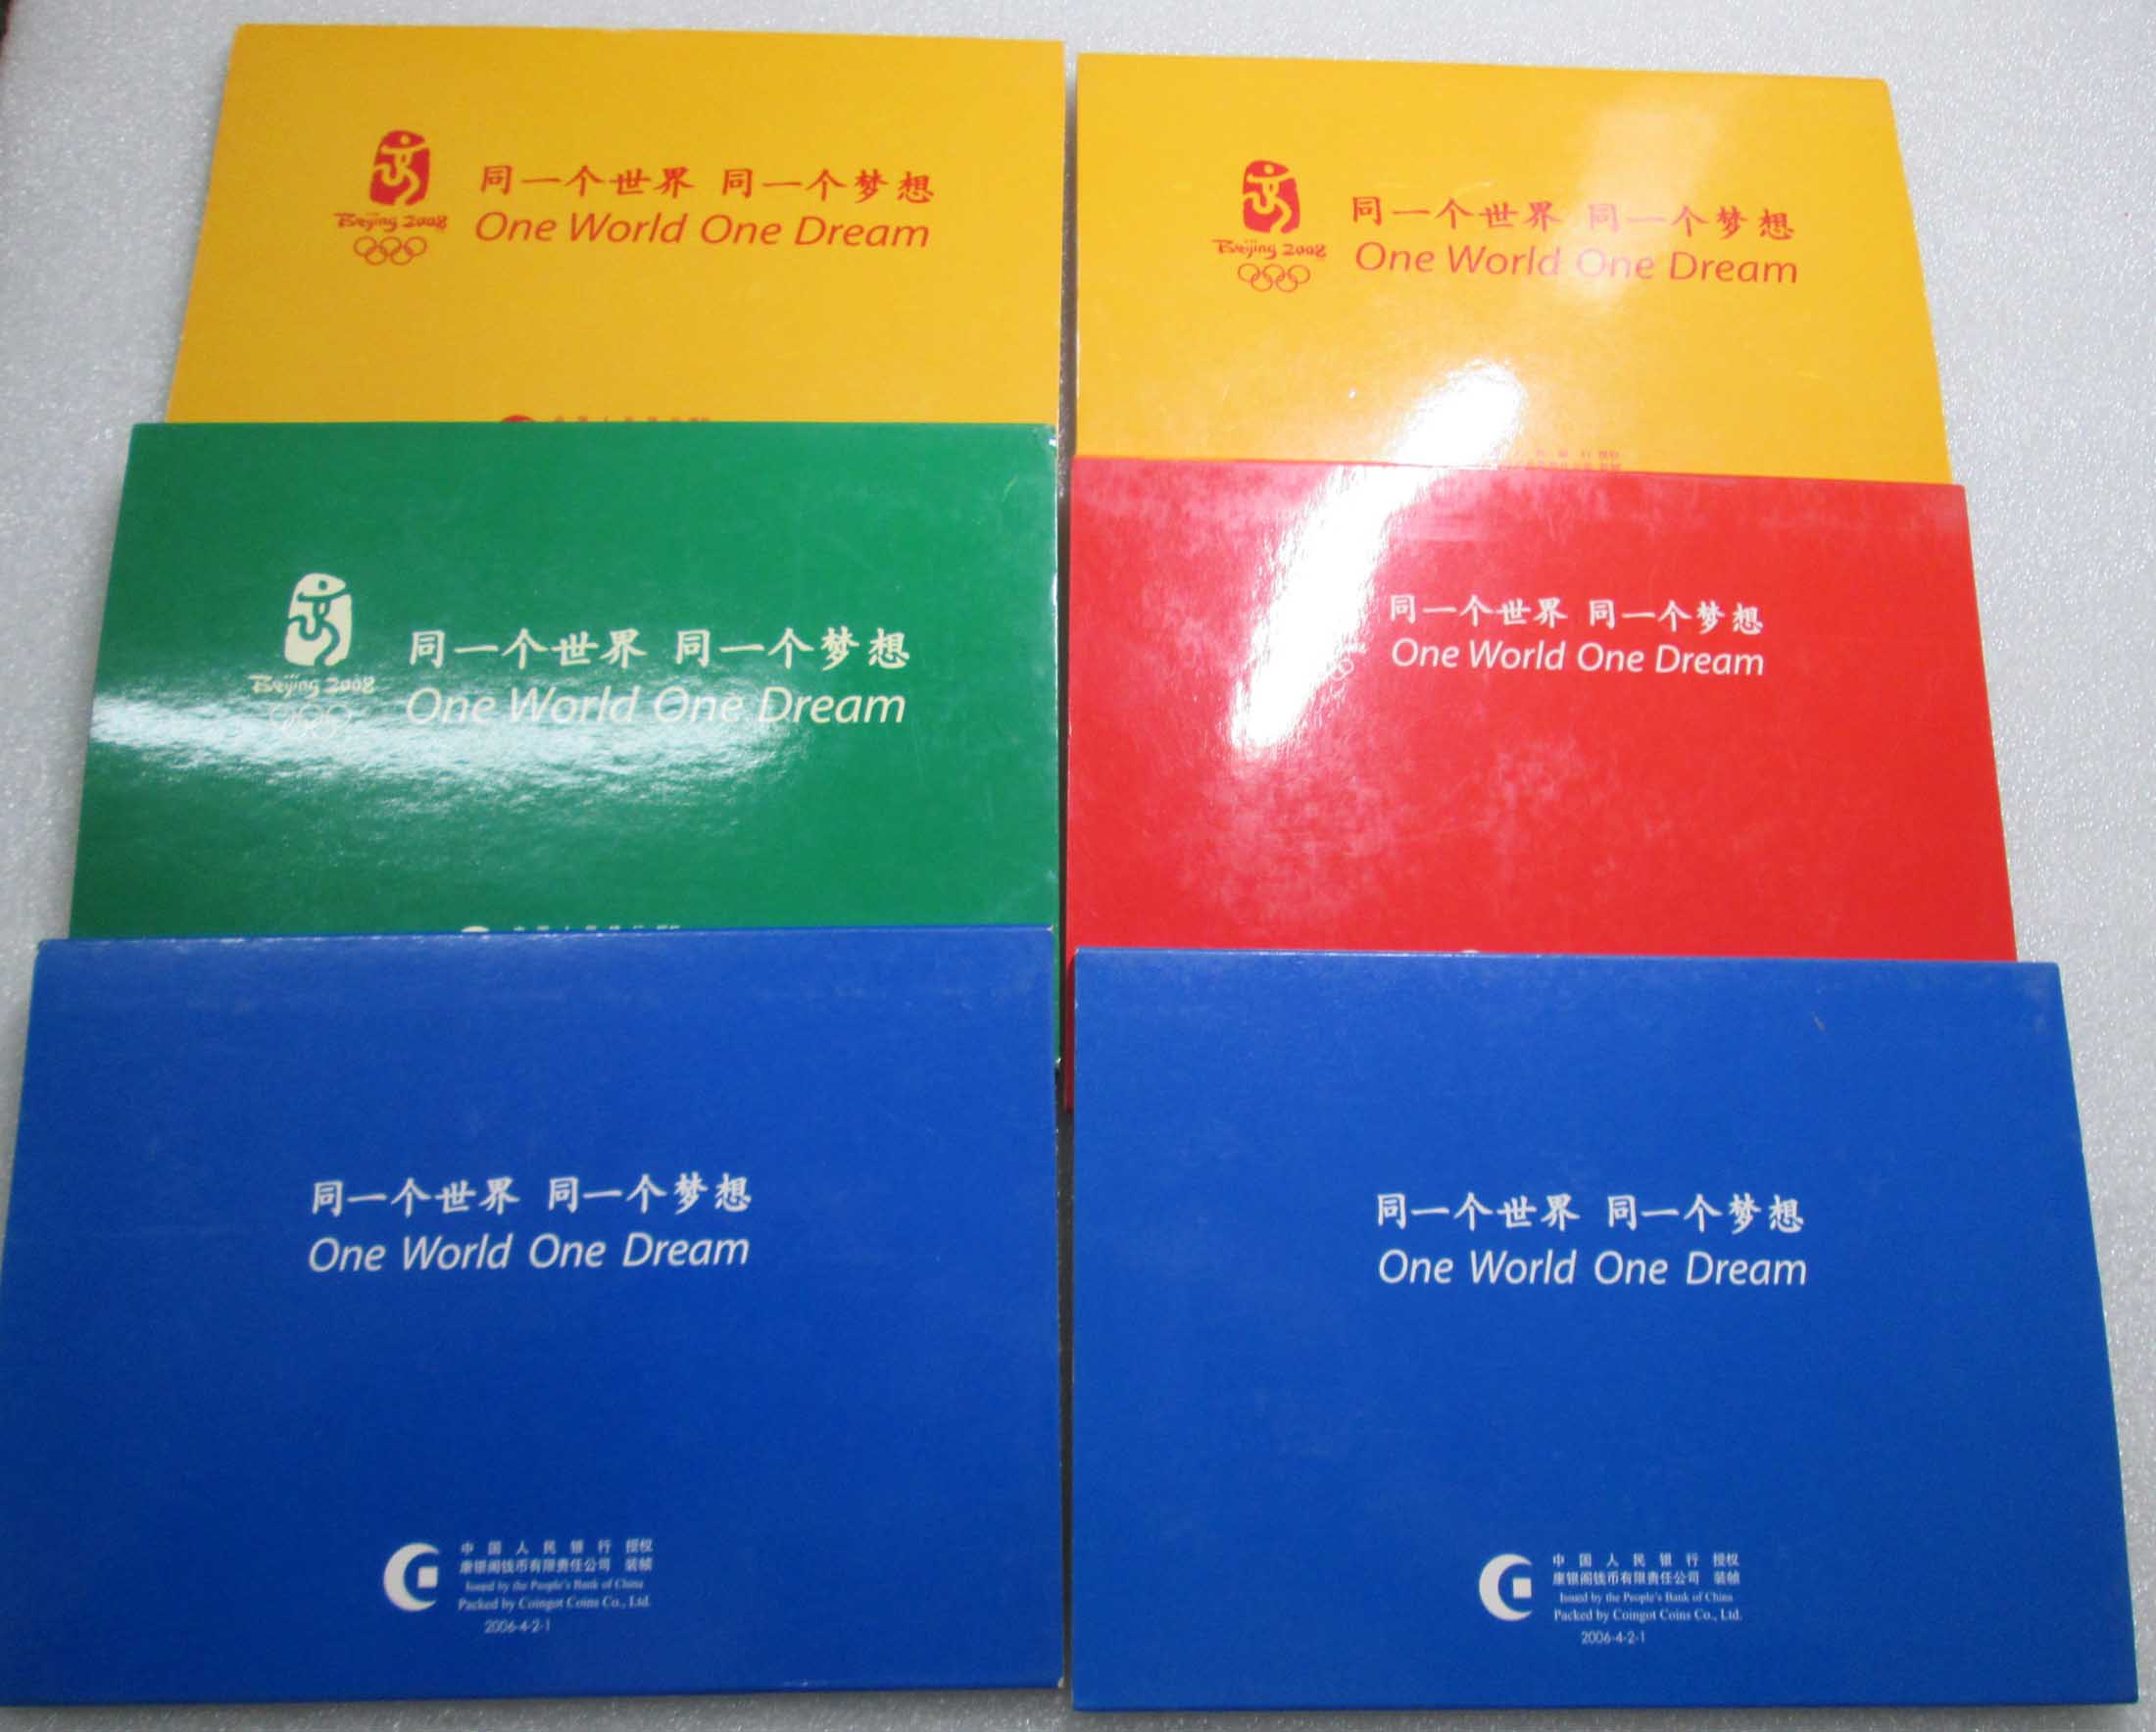 同一个世界 同一个梦想
One World One Dream
Beijing 2008
同一个世界 同一个梦想
One World One Dream
Beijing 2008
同一个世界 同一个梦想
One World One Dream
Beijing 2008
同一个世界 同一个梦想
One World One Dream
同一个世界 同一个梦想
One World One Dream
中国人民银行 授权
康银阁钱币有限责任公司 装帧
Issued by the People's Bank of China
Packed by Coingot Coins Co., Ltd.
2006-4-2-1
同一个世界 同一个梦想
One World One Dream
中国人民银行 授权
康银阁钱币有限责任公司 装帧
Issued by the People's Bank of China
Packed by Coingot Coins Co., Ltd.
2006-4-2-1